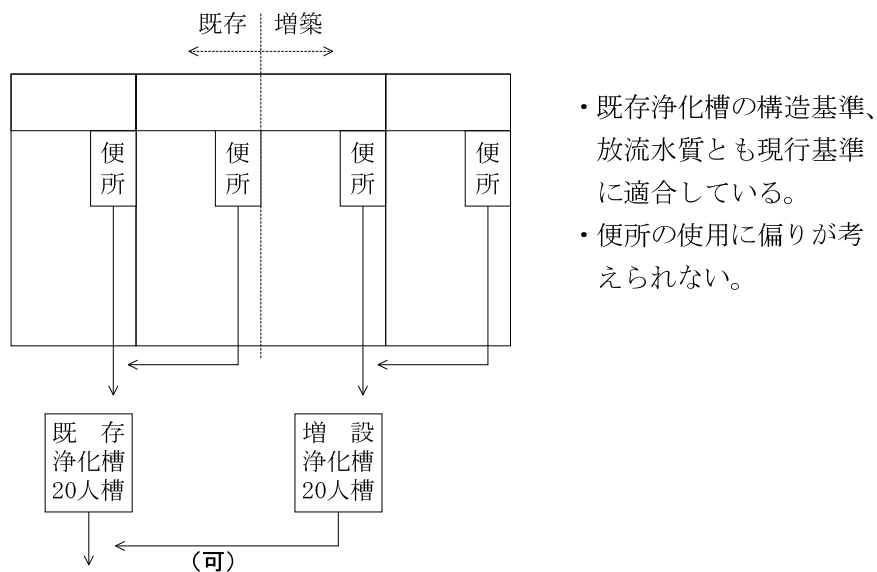 既存 増築
・既存浄化槽の構造基準、
放流水質とも現行基準
に適合している。
・便所の使用に偏りが考
えられない。
便所
便所
便所
便所
既　存
浄化槽
20人槽
増　設
浄化槽
20人槽
（可）